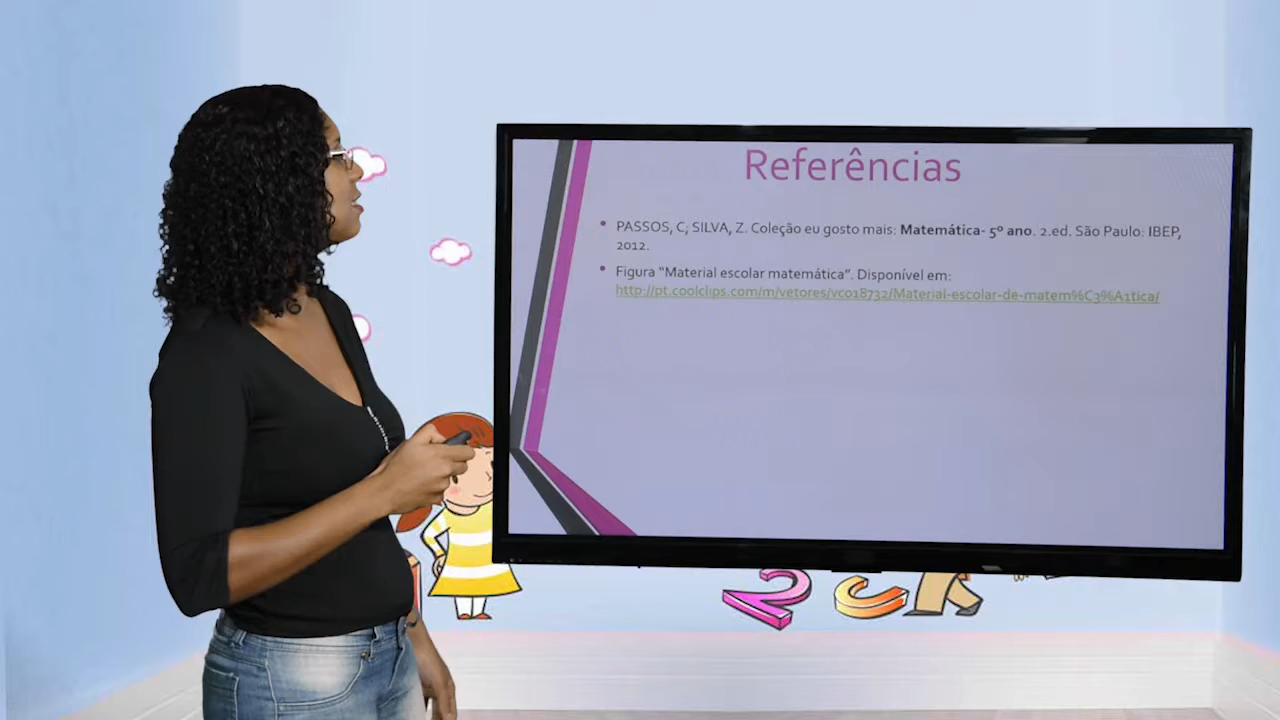 Referências
PASSOS, C; SILVA, Z. Coleção eu gosto mais: Matemática- 5º ano. 2.ed. São Paulo: IBEP,
2012.
Figura “Material escolar matemática”. Disponível em:
http://pt.coolclips.com/m/vetores/vc018732/Material-escolar-de-matem%C3%A1tica/
2